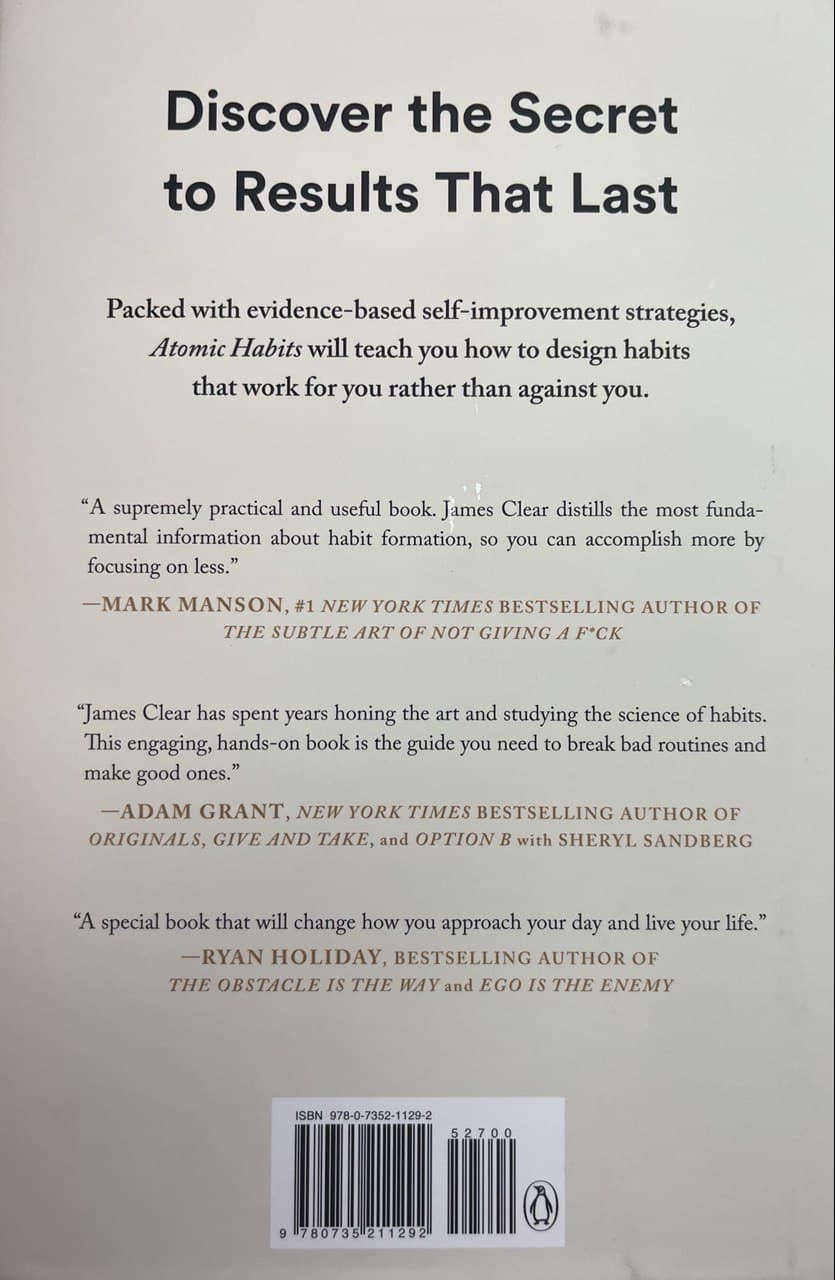 Discover the Secret
to Results That Last
Packed with evidence-based self-improvement strategies,
Atomic Habits will teach you how to design habits
that work for you rather than against you.
“A supremely practical and useful book. James Clear distills the most funda-
mental information about habit formation, so you can accomplish more by
focusing on less.”
—MARK MANSON, #1 NEW YORK TIMES BESTSELLING AUTHOR OF
THE SUBTLE ART OF NOT GIVING A F*CK
“James Clear has spent years honing the art and studying the science of habits.
This engaging, hands-on book is the guide you need to break bad routines and
make good ones.”
—ADAM GRANT, NEW YORK TIMES BESTSELLING AUTHOR OF
ORIGINALS, GIVE AND TAKE, and OPTION B with SHERYL SANDBERG
“A special book that will change how you approach your day and live your life.”
—RYAN HOLIDAY, BESTSELLING AUTHOR OF
THE OBSTACLE IS THE WAY and EGO IS THE ENEMY
ISBN 978-0-7352-1129-2
52700
9 780735 211292